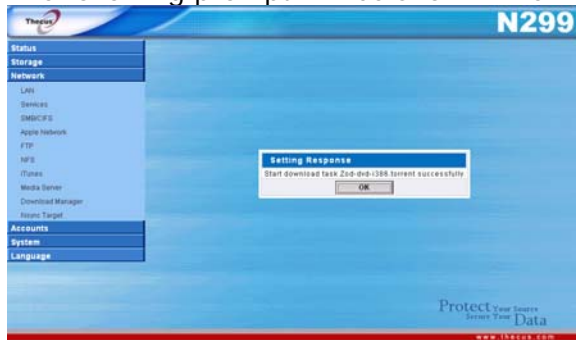 Thecus
N299
Status
Storage
Network
LAN
Services
SMB/CIFS
Apple Network
FTP
NFS
iTunes
Media Server
Download Manager
Nsync Target
Accounts
System
Language
Setting Response
Start download task Zod-dvd-i386.torrent successfully
OK
Protect Your Source
Secure Your Data
www.thecus.com